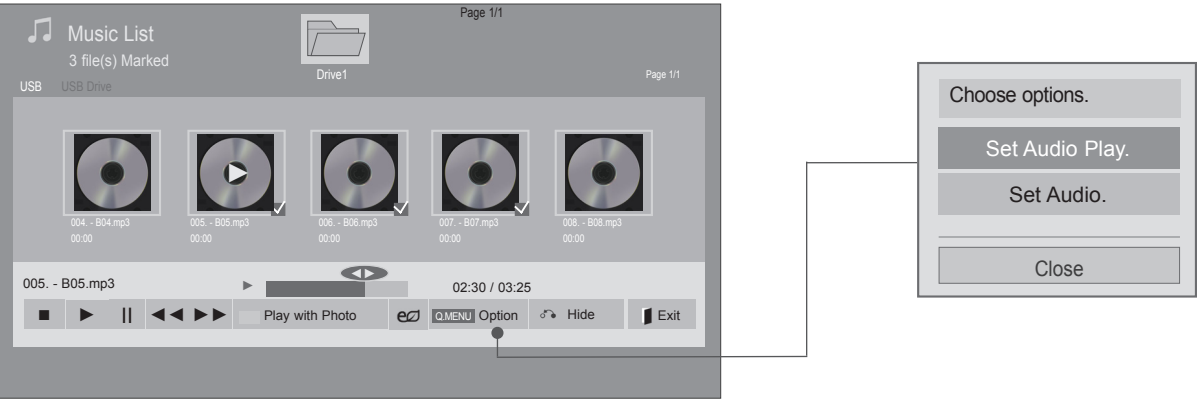 Page 1/1
Music List
3 file(s) Marked
Drive1
Page 1/1
USB USB Drive
004. - B04.mp3 005. - B05.mp3 006. - B06.mp3 007. - B07.mp3 008. - B08.mp3
00:00 00:00 00:00 00:00 00:00
005. - B05.mp3 02:30 / 03:25
Play with Photo Q.MENU Option Hide Exit
Choose options.
Set Audio Play.
Set Audio.
Close